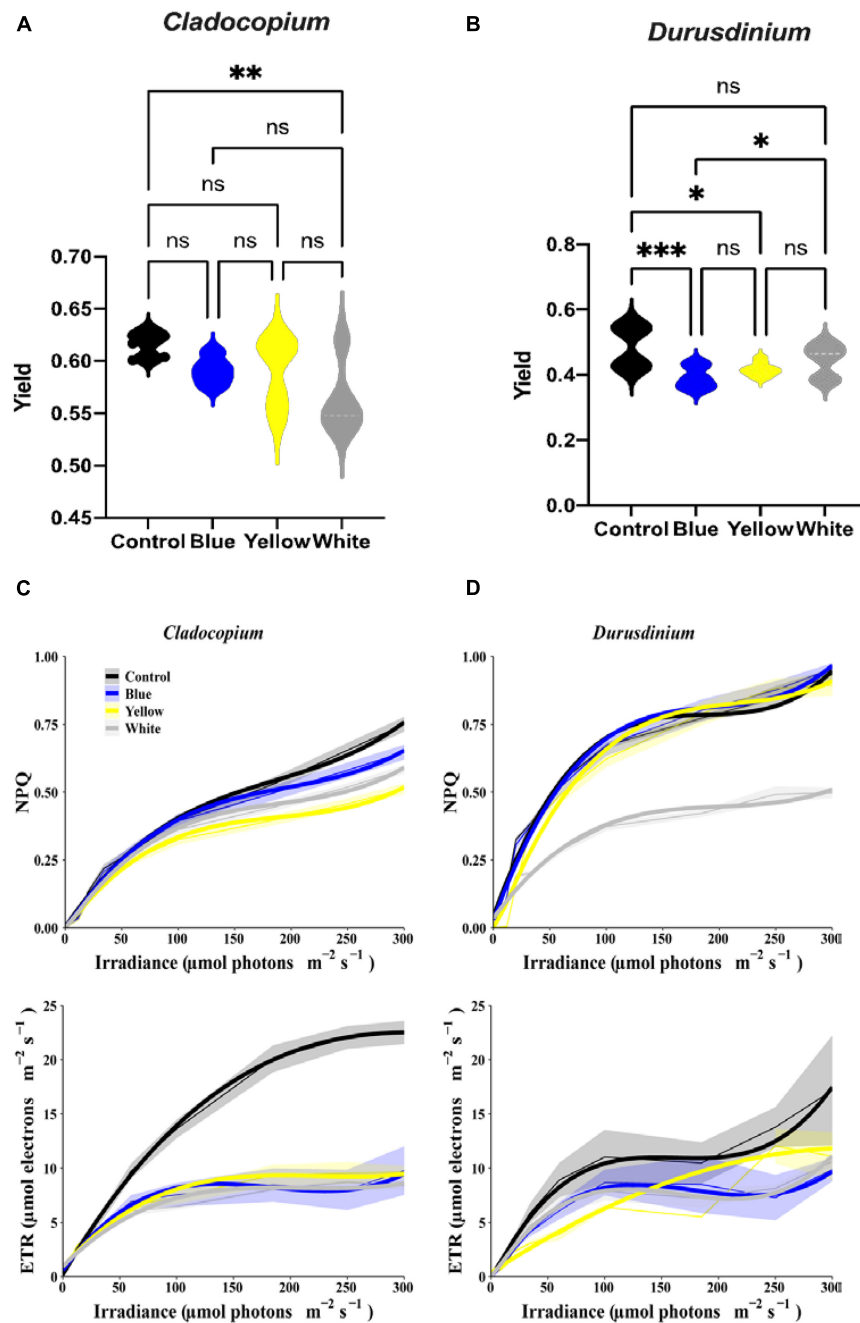 A
Cladocopium
**
ns
ns
ns
ns
ns
Yield
0.70
0.65
0.60
0.55
0.50
0.45
Control Blue Yellow White
B
Durusdinium
ns
*
*
***
ns
ns
Yield
0.8
0.6
0.4
0.2
0.0
Control Blue Yellow White
C
Cladocopium
Control
Blue
Yellow
White
NPQ
1.00
0.75
0.50
0.25
0.00
0 50 100 150 200 250 300
Irradiance (µmol photons m−2 s−1 )
D
Durusdinium
NPQ
1.00
0.75
0.50
0.25
0.00
0 50 100 150 200 250 300
Irradiance (µmol photons m−2 s−1 )
ETR (µmol electrons m−2 s−1 )
25
20
15
10
5
0
0 50 100 150 200 250 300
Irradiance (µmol photons m−2 s−1 )
ETR (µmol electrons m−2 s−1 )
25
20
15
10
5
0
0 50 100 150 200 250 300
Irradiance (µmol photons m−2 s−1 )